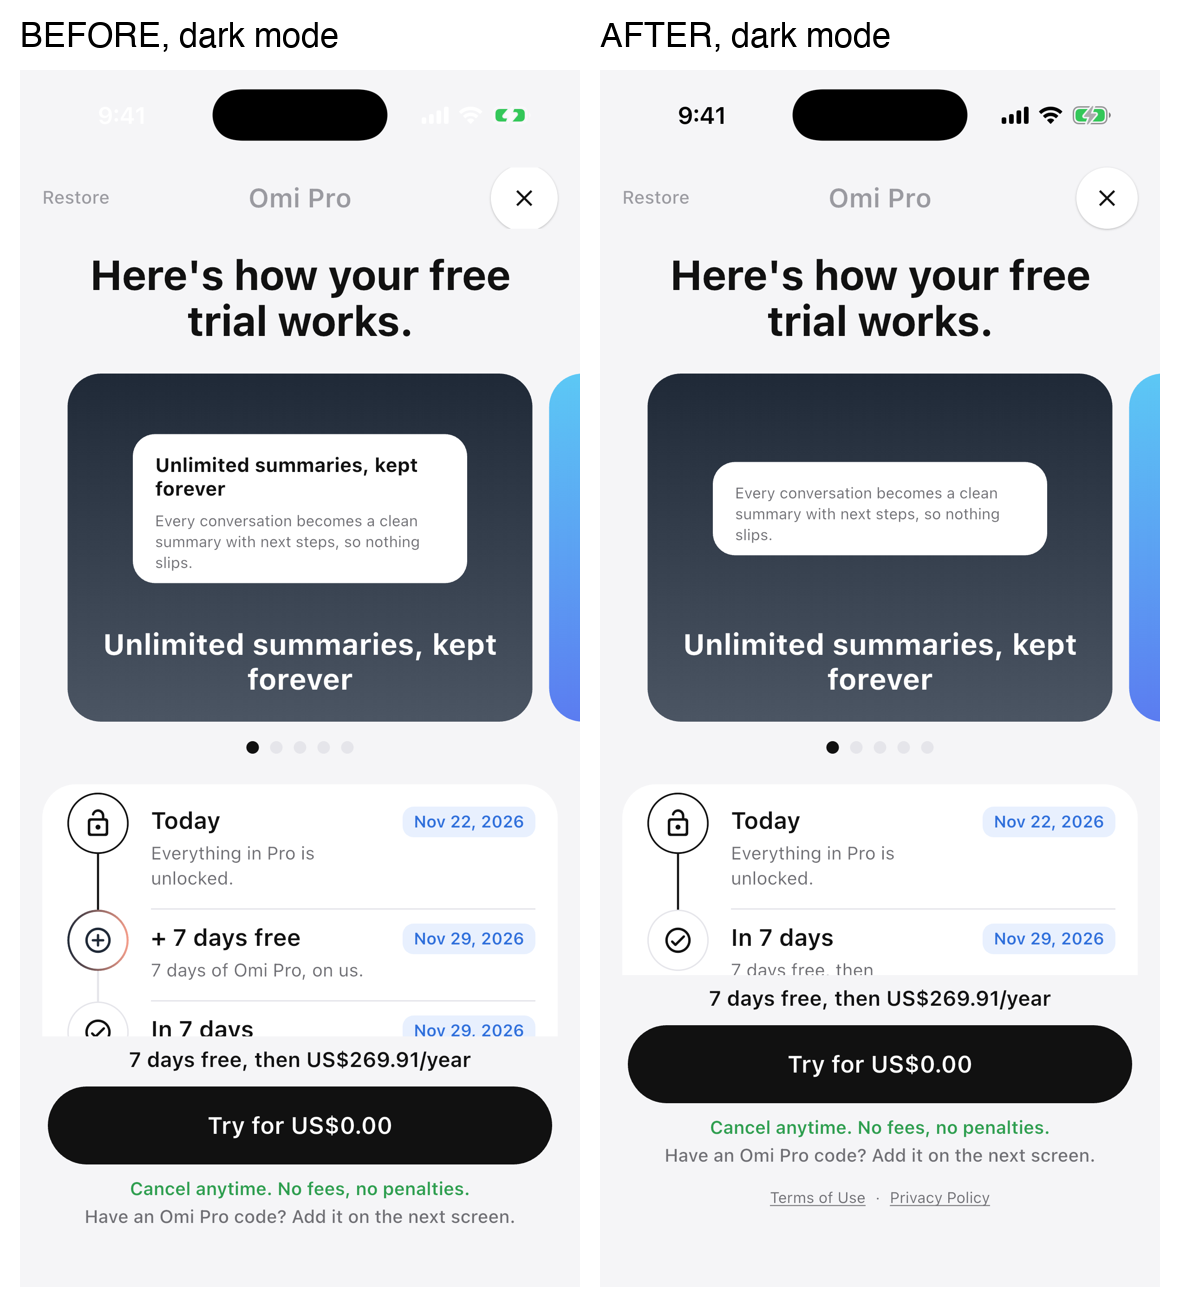 BEFORE, dark mode
9:41
Restore
Omi Pro
Here's how your free
trial works.
Unlimited summaries, kept
forever
Every conversation becomes a clean
summary with next steps, so nothing
slips.
Unlimited summaries, kept
forever
Today
Nov 22, 2026
Everything in Pro is
unlocked.
+ 7 days free
Nov 29, 2026
7 days of Omi Pro, on us.
In 7 days
Nov 29, 2026
7 days free, then US$269.91/year
Try for US$0.00
Cancel anytime. No fees, no penalties.
Have an Omi Pro code? Add it on the next screen.
AFTER, dark mode
9:41
Restore
Omi Pro
Here's how your free
trial works.
Every conversation becomes a clean
summary with next steps, so nothing
slips.
Unlimited summaries, kept
forever
Today
Nov 22, 2026
Everything in Pro is
unlocked.
In 7 days
Nov 29, 2026
7 days free, then
7 days free, then US$269.91/year
Try for US$0.00
Cancel anytime. No fees, no penalties.
Have an Omi Pro code? Add it on the next screen.
Terms of Use · Privacy Policy